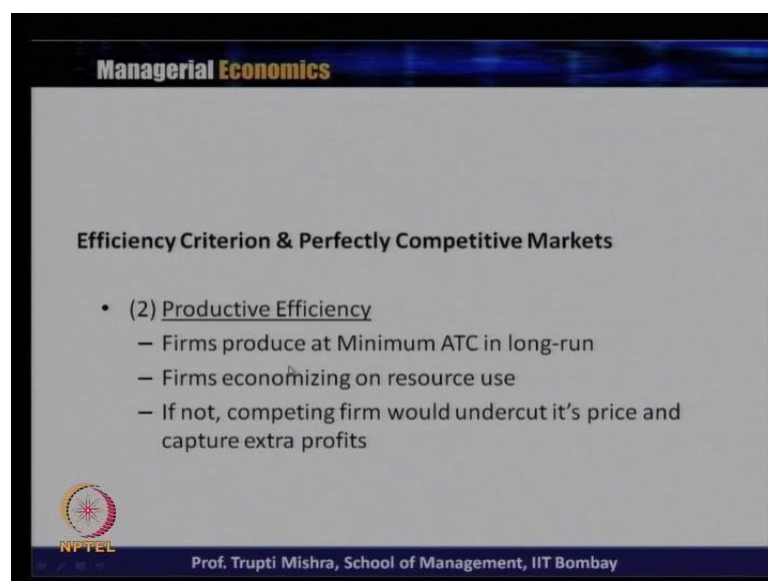 Managerial Economics
Efficiency Criterion & Perfectly Competitive Markets
• (2) Productive Efficiency
– Firms produce at Minimum ATC in long-run
– Firms economizing on resource use
– If not, competing firm would undercut it's price and
capture extra profits
NPTEL
Prof. Trupti Mishra, School of Management, IIT Bombay